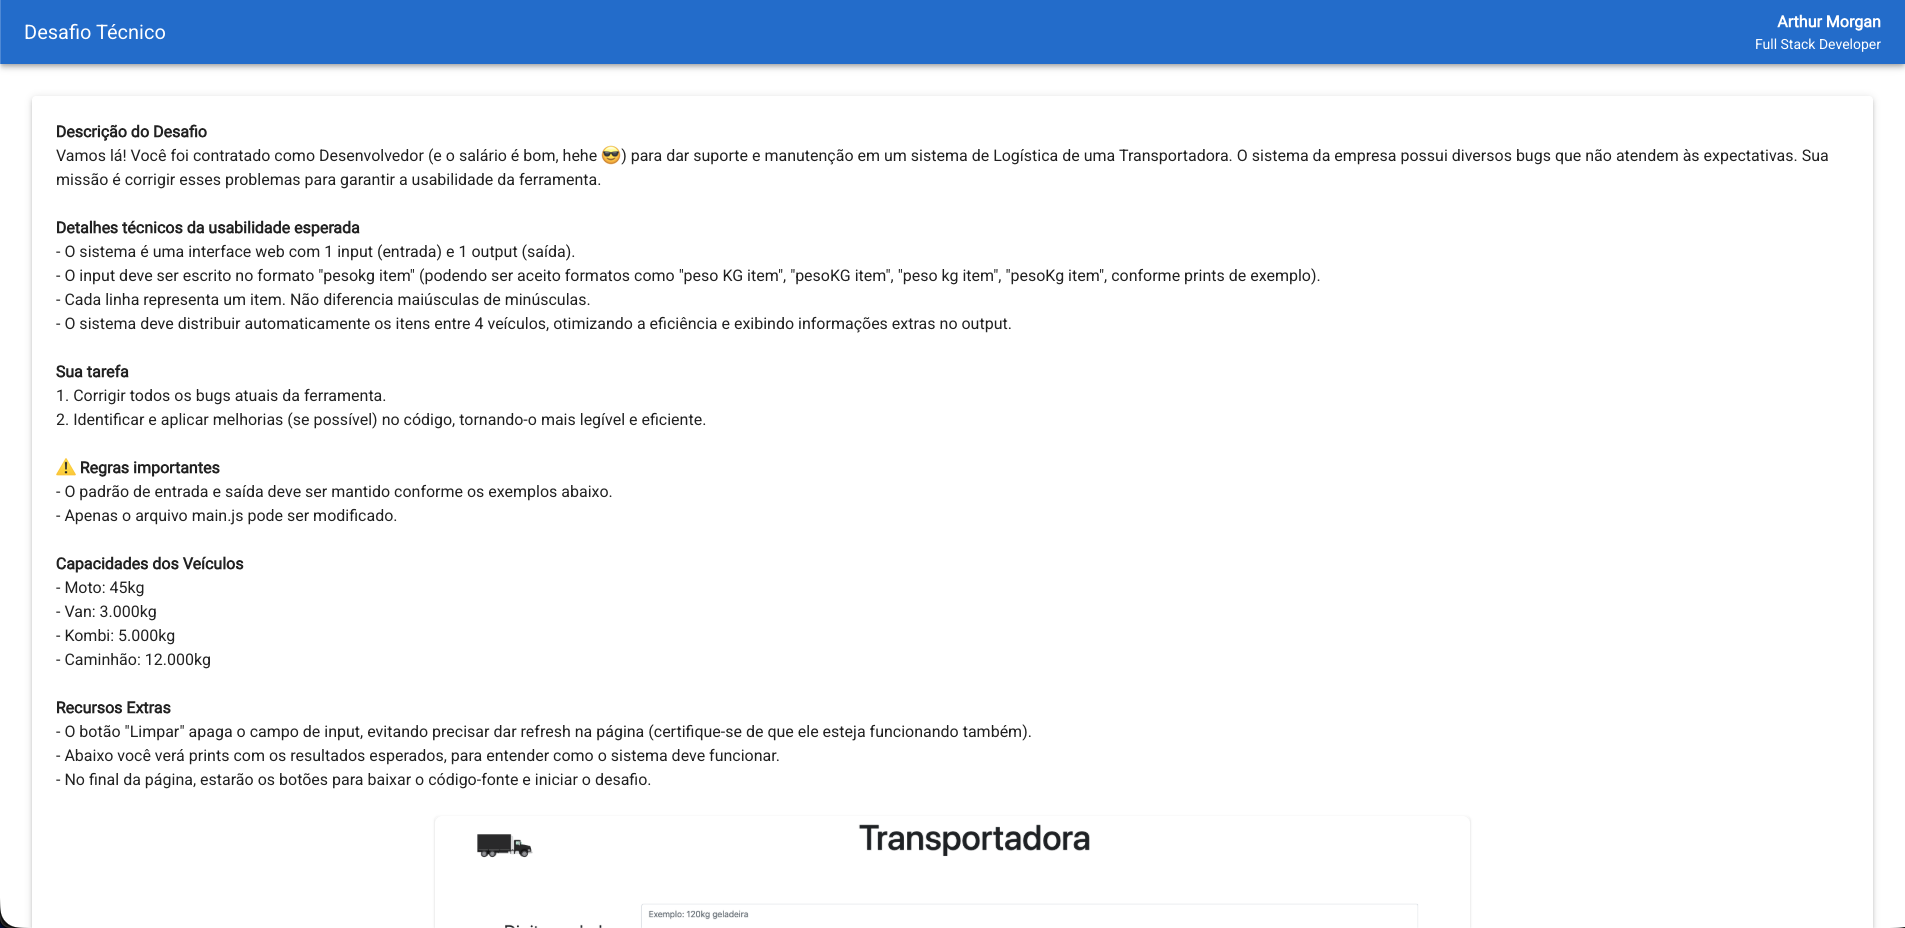 Desafio Técnico
Arthur Morgan
Full Stack Developer
Descrição do Desafio
Vamos lá! Você foi contratado como Desenvolvedor (e o salário é bom, hehe 😎) para dar suporte e manutenção em um sistema de Logística de uma Transportadora. O sistema da empresa possui diversos bugs que não atendem às expectativas. Sua
missão é corrigir esses problemas para garantir a usabilidade da ferramenta.
Detalhes técnicos da usabilidade esperada
- O sistema é uma interface web com 1 input (entrada) e 1 output (saída).
- O input deve ser escrito no formato "pesokg item" (podendo ser aceito formatos como "peso KG item", "pesoKG item", "peso kg item", "pesoKg item", conforme prints de exemplo).
- Cada linha representa um item. Não diferencia maiúsculas de minúsculas.
- O sistema deve distribuir automaticamente os itens entre 4 veículos, otimizando a eficiência e exibindo informações extras no output.
Sua tarefa
1. Corrigir todos os bugs atuais da ferramenta.
2. Identificar e aplicar melhorias (se possível) no código, tornando-o mais legível e eficiente.
⚠️ Regras importantes
- O padrão de entrada e saída deve ser mantido conforme os exemplos abaixo.
- Apenas o arquivo main.js pode ser modificado.
Capacidades dos Veículos
- Moto: 45kg
- Van: 3.000kg
- Kombi: 5.000kg
- Caminhão: 12.000kg
Recursos Extras
- O botão "Limpar" apaga o campo de input, evitando precisar dar refresh na página (certifique-se de que ele esteja funcionando também).
- Abaixo você verá prints com os resultados esperados, para entender como o sistema deve funcionar.
- No final da página, estarão os botões para baixar o código-fonte e iniciar o desafio.
Transportadora
Exemplo: 120kg geladeira